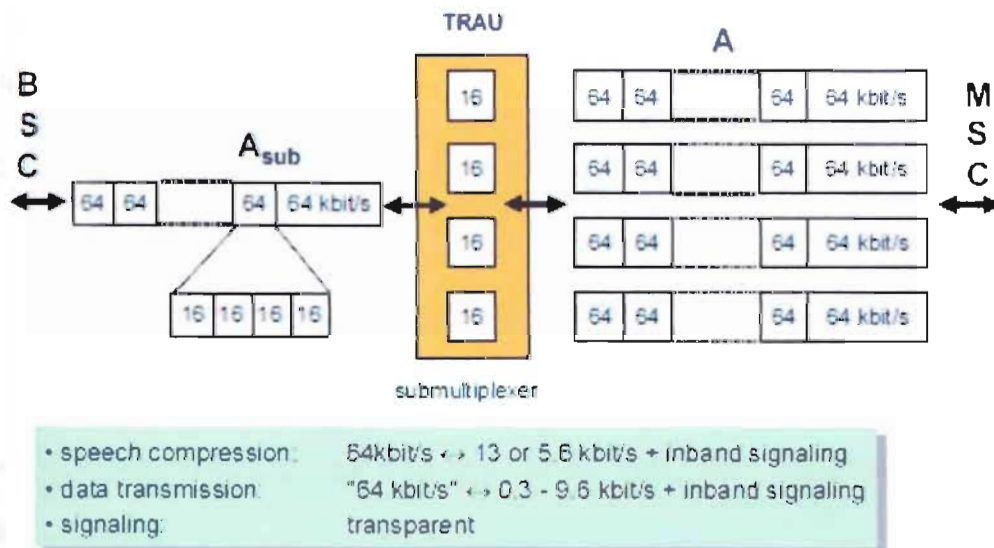 TRAU
A
BSC
A sub
64 64 64 64 kbit/s
16 16 16 16
16
16
16
16
submultiplexer
64 64 64 64 kbit/s
64 64 64 64 kbit/s
64 64 64 64 kbit/s
64 64 64 64 kbit/s
MSC
• speech compression: 64kbit/s ↔ 13 or 5.6 kbit/s + inband signaling
• data transmission: "64 kbit/s" ↔ 0.3 - 9.6 kbit/s + inband signaling
• signaling: transparent